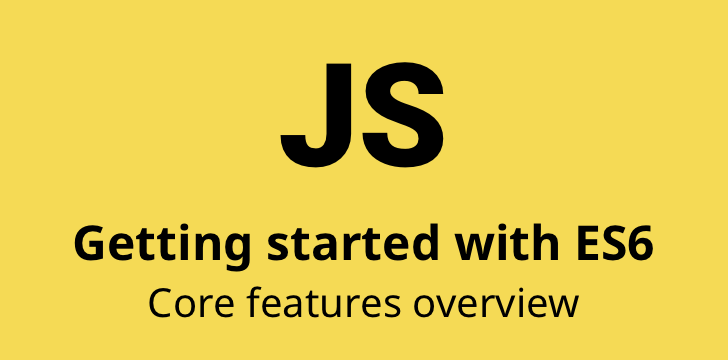 JS
Getting started with ES6
Core features overview